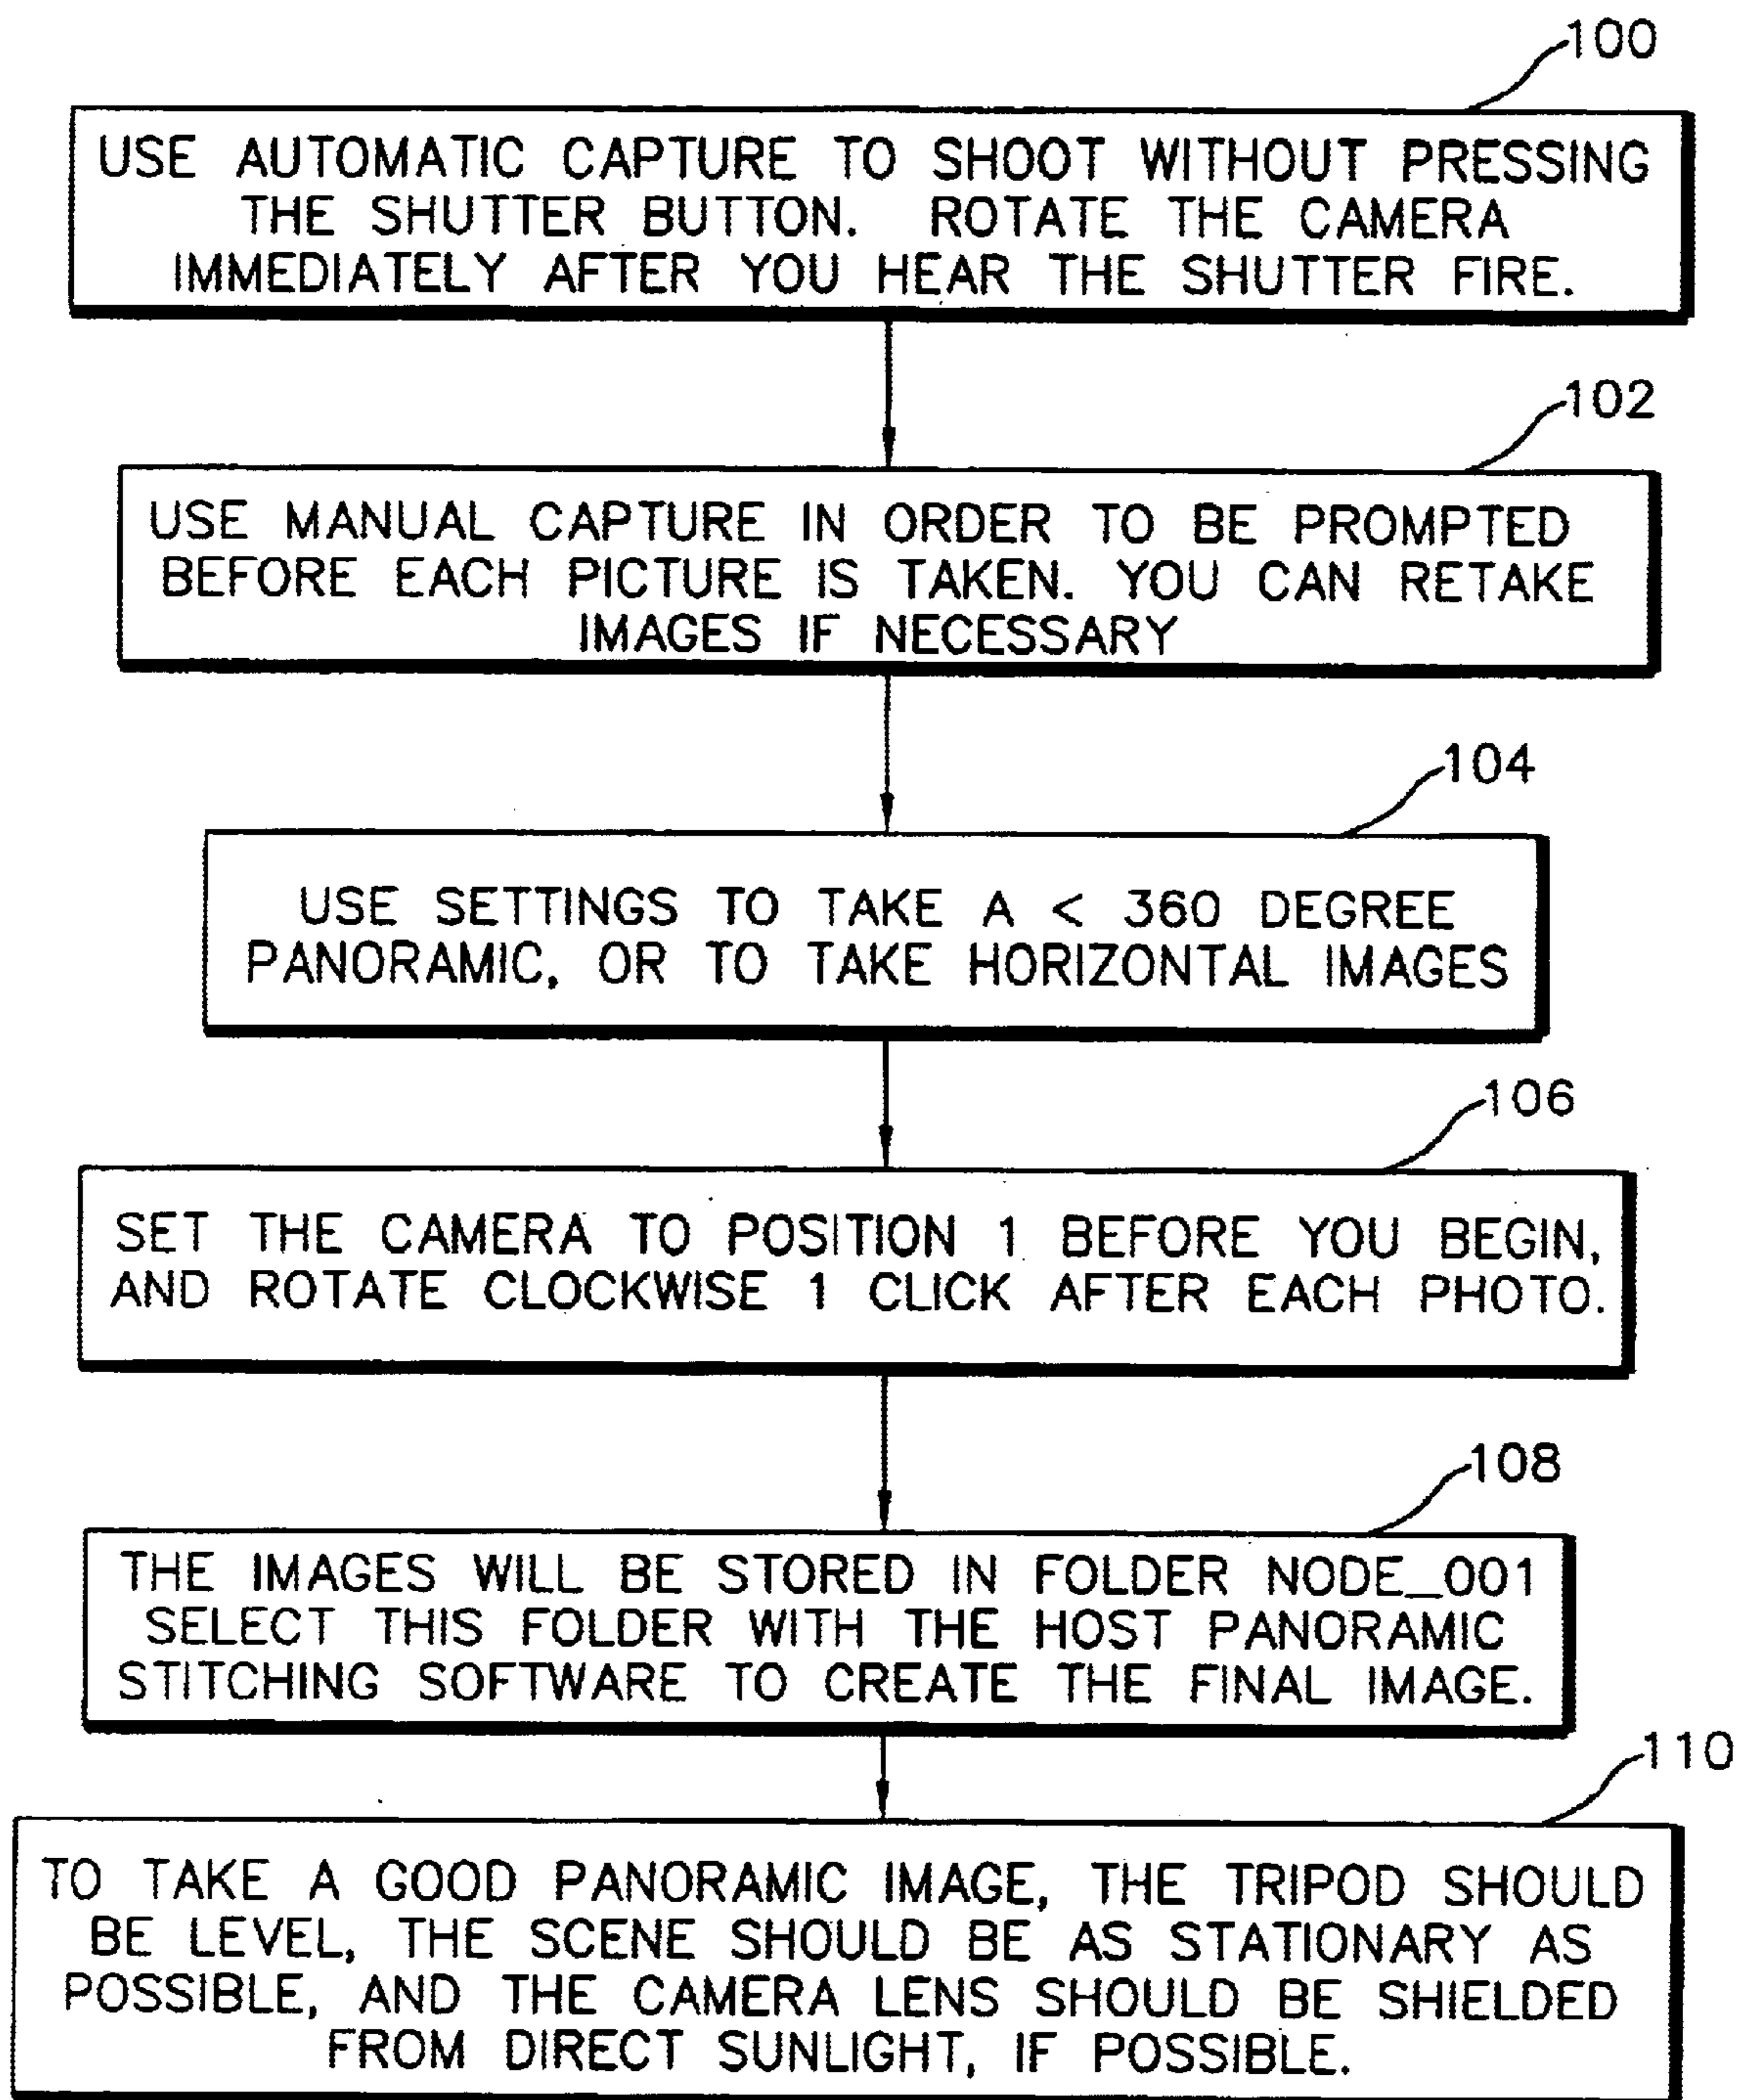 100
USE AUTOMATIC CAPTURE TO SHOOT WITHOUT PRESSING
THE SHUTTER BUTTON. ROTATE THE CAMERA
IMMEDIATELY AFTER YOU HEAR THE SHUTTER FIRE.
102
USE MANUAL CAPTURE IN ORDER TO BE PROMPTED
BEFORE EACH PICTURE IS TAKEN. YOU CAN RETAKE
IMAGES IF NECESSARY
104
USE SETTINGS TO TAKE A < 360 DEGREE
PANORAMIC, OR TO TAKE HORIZONTAL IMAGES
106
SET THE CAMERA TO POSITION 1 BEFORE YOU BEGIN,
AND ROTATE CLOCKWISE 1 CLICK AFTER EACH PHOTO.
108
THE IMAGES WILL BE STORED IN FOLDER NODE_001
SELECT THIS FOLDER WITH THE HOST PANORAMIC
STITCHING SOFTWARE TO CREATE THE FINAL IMAGE.
110
TO TAKE A GOOD PANORAMIC IMAGE, THE TRIPOD SHOULD
BE LEVEL, THE SCENE SHOULD BE AS STATIONARY AS
POSSIBLE, AND THE CAMERA LENS SHOULD BE SHIELDED
FROM DIRECT SUNLIGHT, IF POSSIBLE.